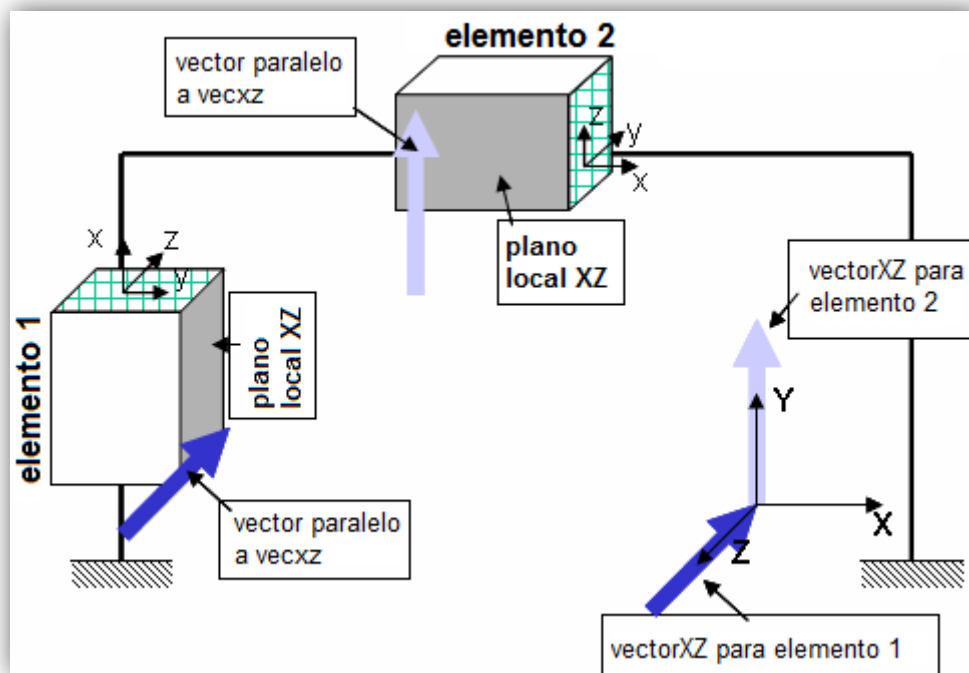 elemento 2
vector paralelo
a vecxz
z
y
x
plano
local XZ
x
z
y
elemento 1
plano
local XZ
vector paralelo
a vecxz
vectorXZ para
elemento 2
Y
X
Z
vectorXZ para elemento 1